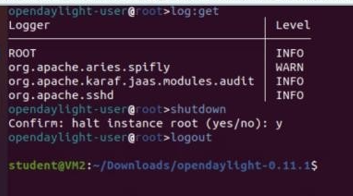 opendaylight-user@root>log:get
Logger | Level
ROOT | INFO
org.apache.aries.spifly | WARN
org.apache.karaf.jaas.modules.audit | INFO
org.apache.sshd | INFO
opendaylight-user@root>shutdown
Confirm: halt instance root (yes/no): y
opendaylight-user@root>logout
student@VM2:~/Downloads/opendaylight-0.11.1$